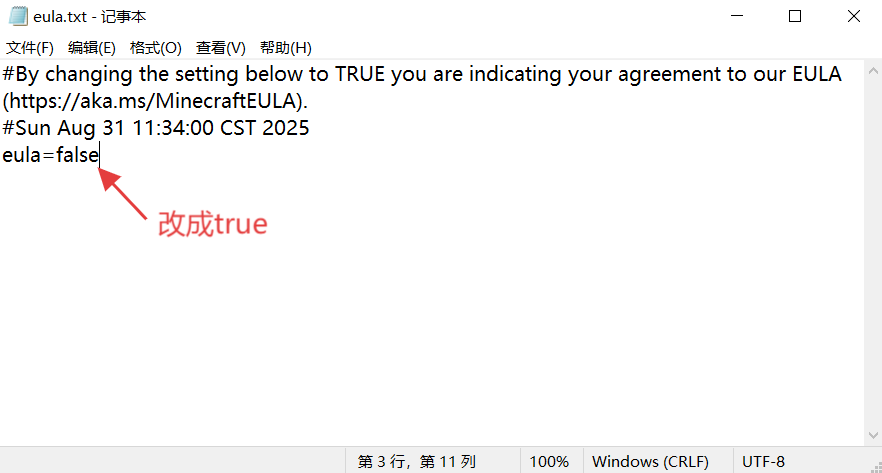 eula.txt - 记事本
文件(F) 编辑(E) 格式(O) 查看(V) 帮助(H)
#By changing the setting below to TRUE you are indicating your agreement to our EULA
(https://aka.ms/MinecraftEULA).
#Sun Aug 31 11:34:00 CST 2025
eula=false
改成true
第 3 行，第 11 列 100% Windows (CRLF) UTF-8